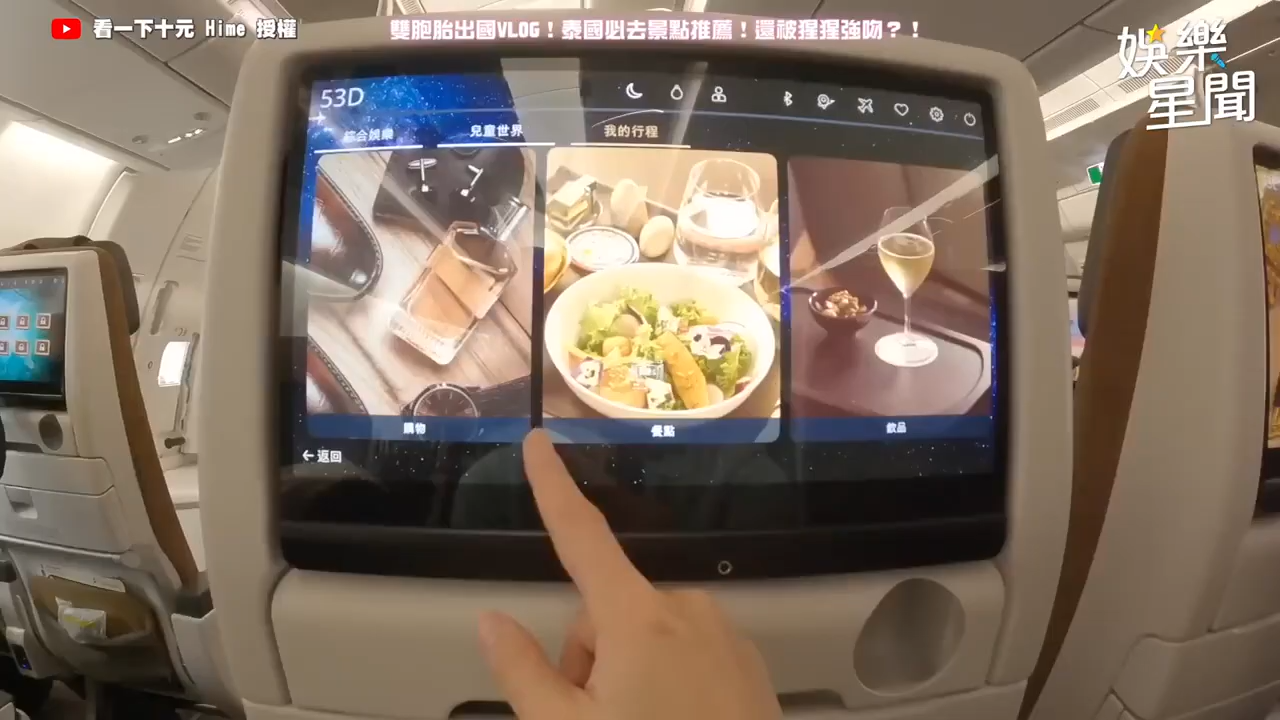 看一下十元 Hime 授權
雙胞胎出國VLOG！泰國必去景點推薦！還被猩猩強吻？！
娛樂
星聞
53D
綜合娛樂
兒童世界
我的行程
購物
餐點
飲品
←返回